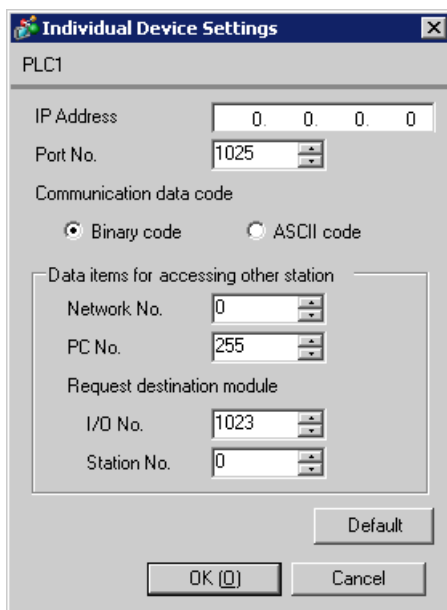 Individual Device Settings
PLC1
IP Address 0. 0. 0. 0
Port No. 1025
Communication data code
Binary code ASCII code
Data items for accessing other station
Network No. 0
PC No. 255
Request destination module
I/O No. 1023
Station No. 0
Default
OK (O) Cancel